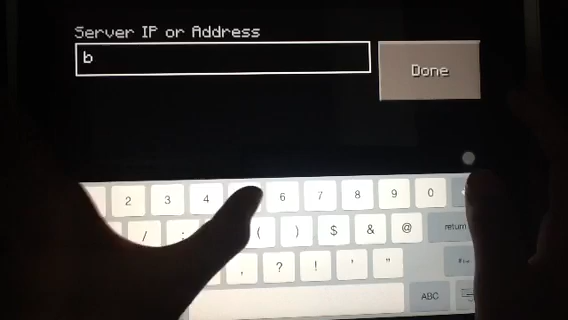 Server IP or Address
b
Done
2 3 4 6 7 8 9 0
/ : ( ) $ & @ return
, ? ! ' " #+=
ABC